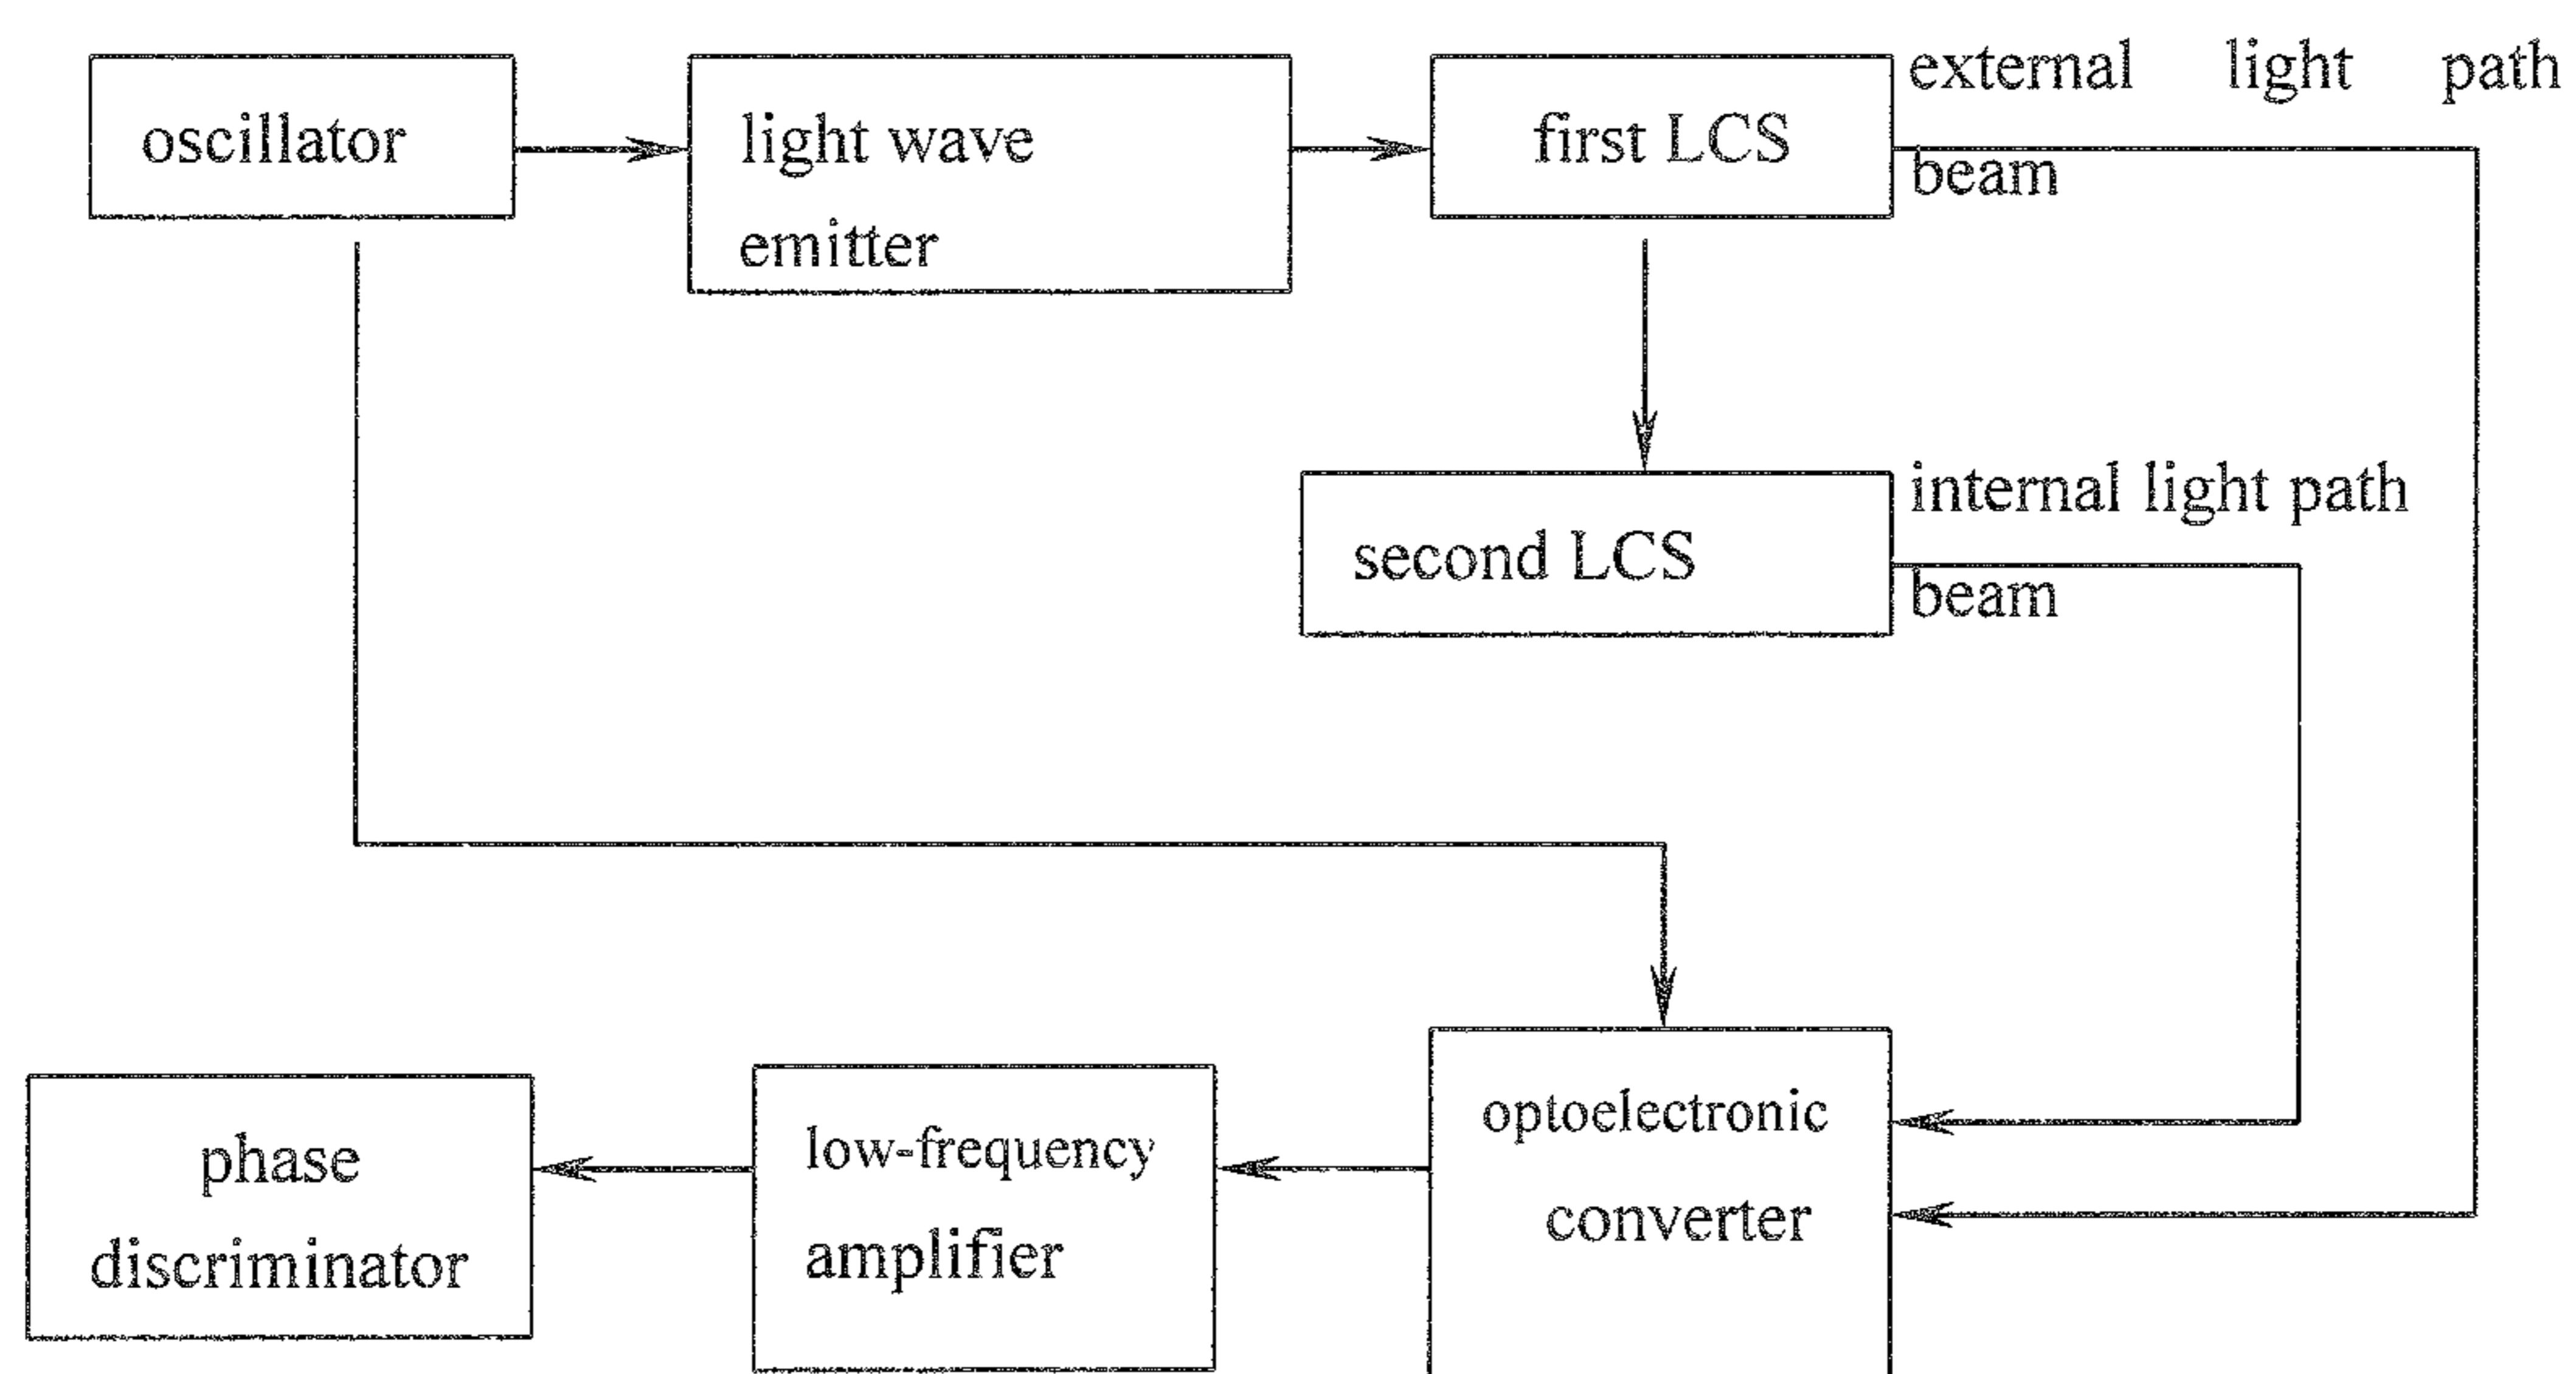 oscillator
light wave
emitter
first LCS
external light path
beam
second LCS
internal light path
beam
phase
discriminator
low-frequency
amplifier
optoelectronic
converter